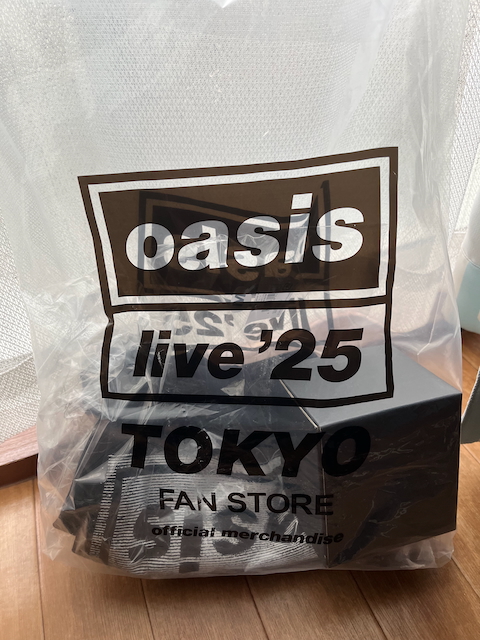 oasis
live '25
TOKYO
FAN STORE
official merchandise